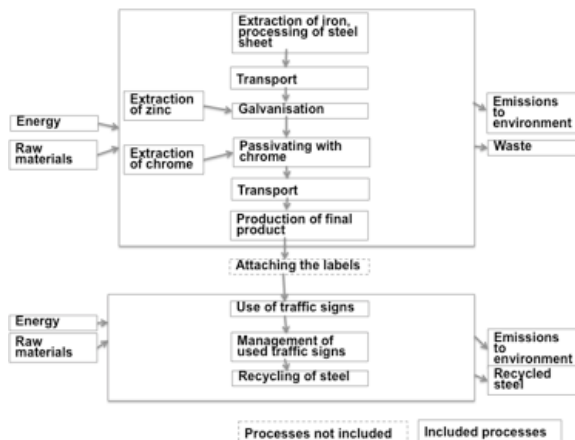 Extraction of iron,
processing of steel
sheet
Transport
Extraction
of zinc
Galvanisation
Emissions
to
environment
Energy
Raw
materials
Extraction
of chrome
Passivating with
chrome
Waste
Transport
Production of final
product
Attaching the labels
Use of traffic signs
Energy
Raw
materials
Management of
used traffic signs
Emissions
to
environment
Recycling of steel
Recycled
steel
Processes not included
Included processes